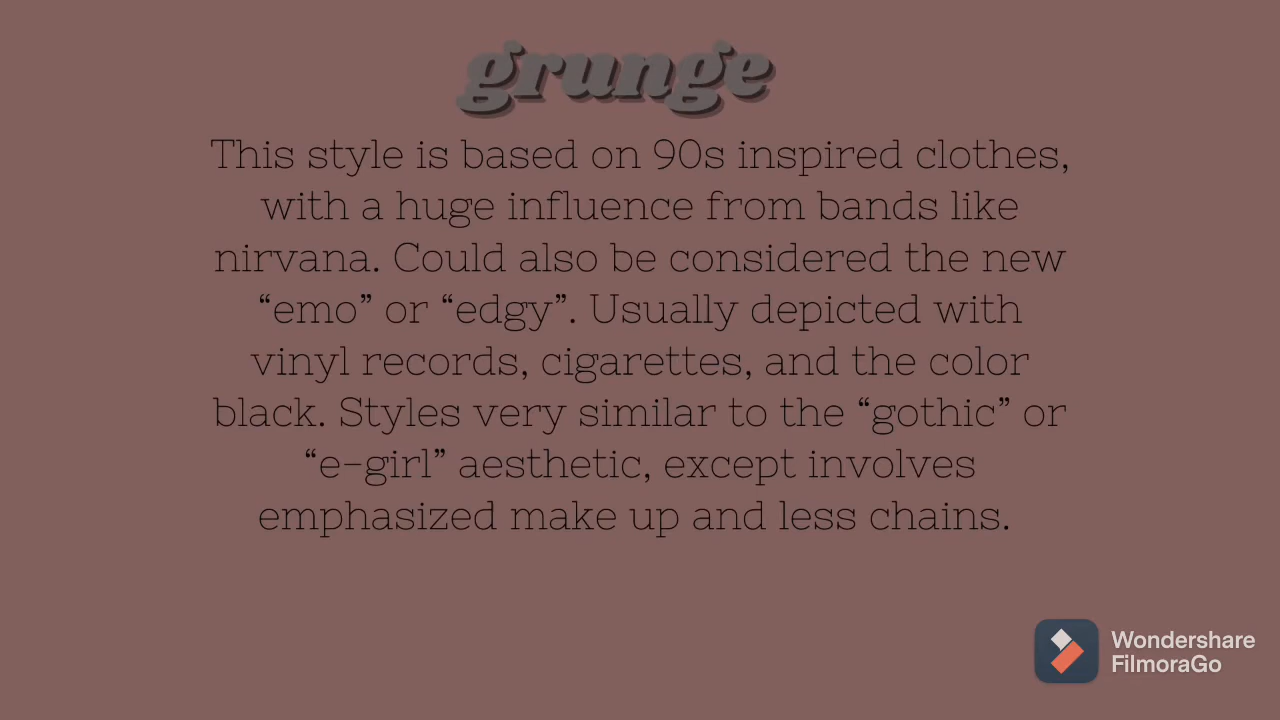 grunge
This style is based on 90s inspired clothes,
with a huge influence from bands like
nirvana. Could also be considered the new
“emo” or “edgy”. Usually depicted with
vinyl records, cigarettes, and the color
black. Styles very similar to the “gothic” or
“e-girl” aesthetic, except involves
emphasized make up and less chains.
Wondershare
FilmoraGo